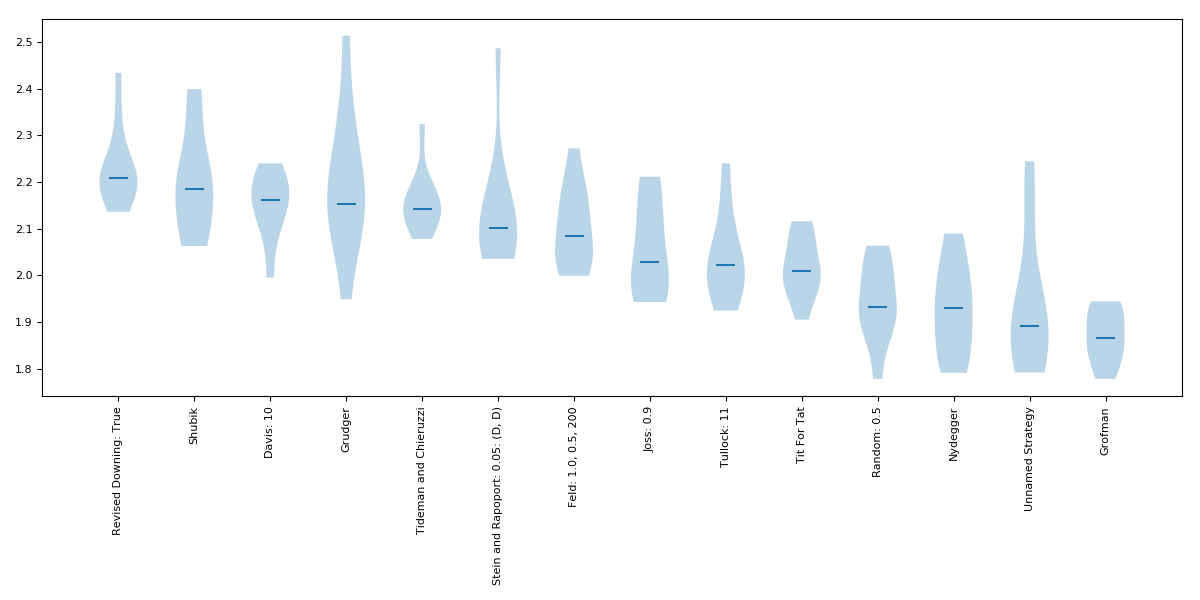 2.5
2.4
2.3
2.2
2.1
2.0
1.9
1.8
Revised Downing: True
Shubik
Davis: 10
Grudger
Tideman and Chieruzzi
Stein and Rapoport: 0.05: (D, D)
Feld: 1.0, 0.5, 200
Joss: 0.9
Tullock: 11
Tit For Tat
Random: 0.5
Nydegger
Unnamed Strategy
Grofman